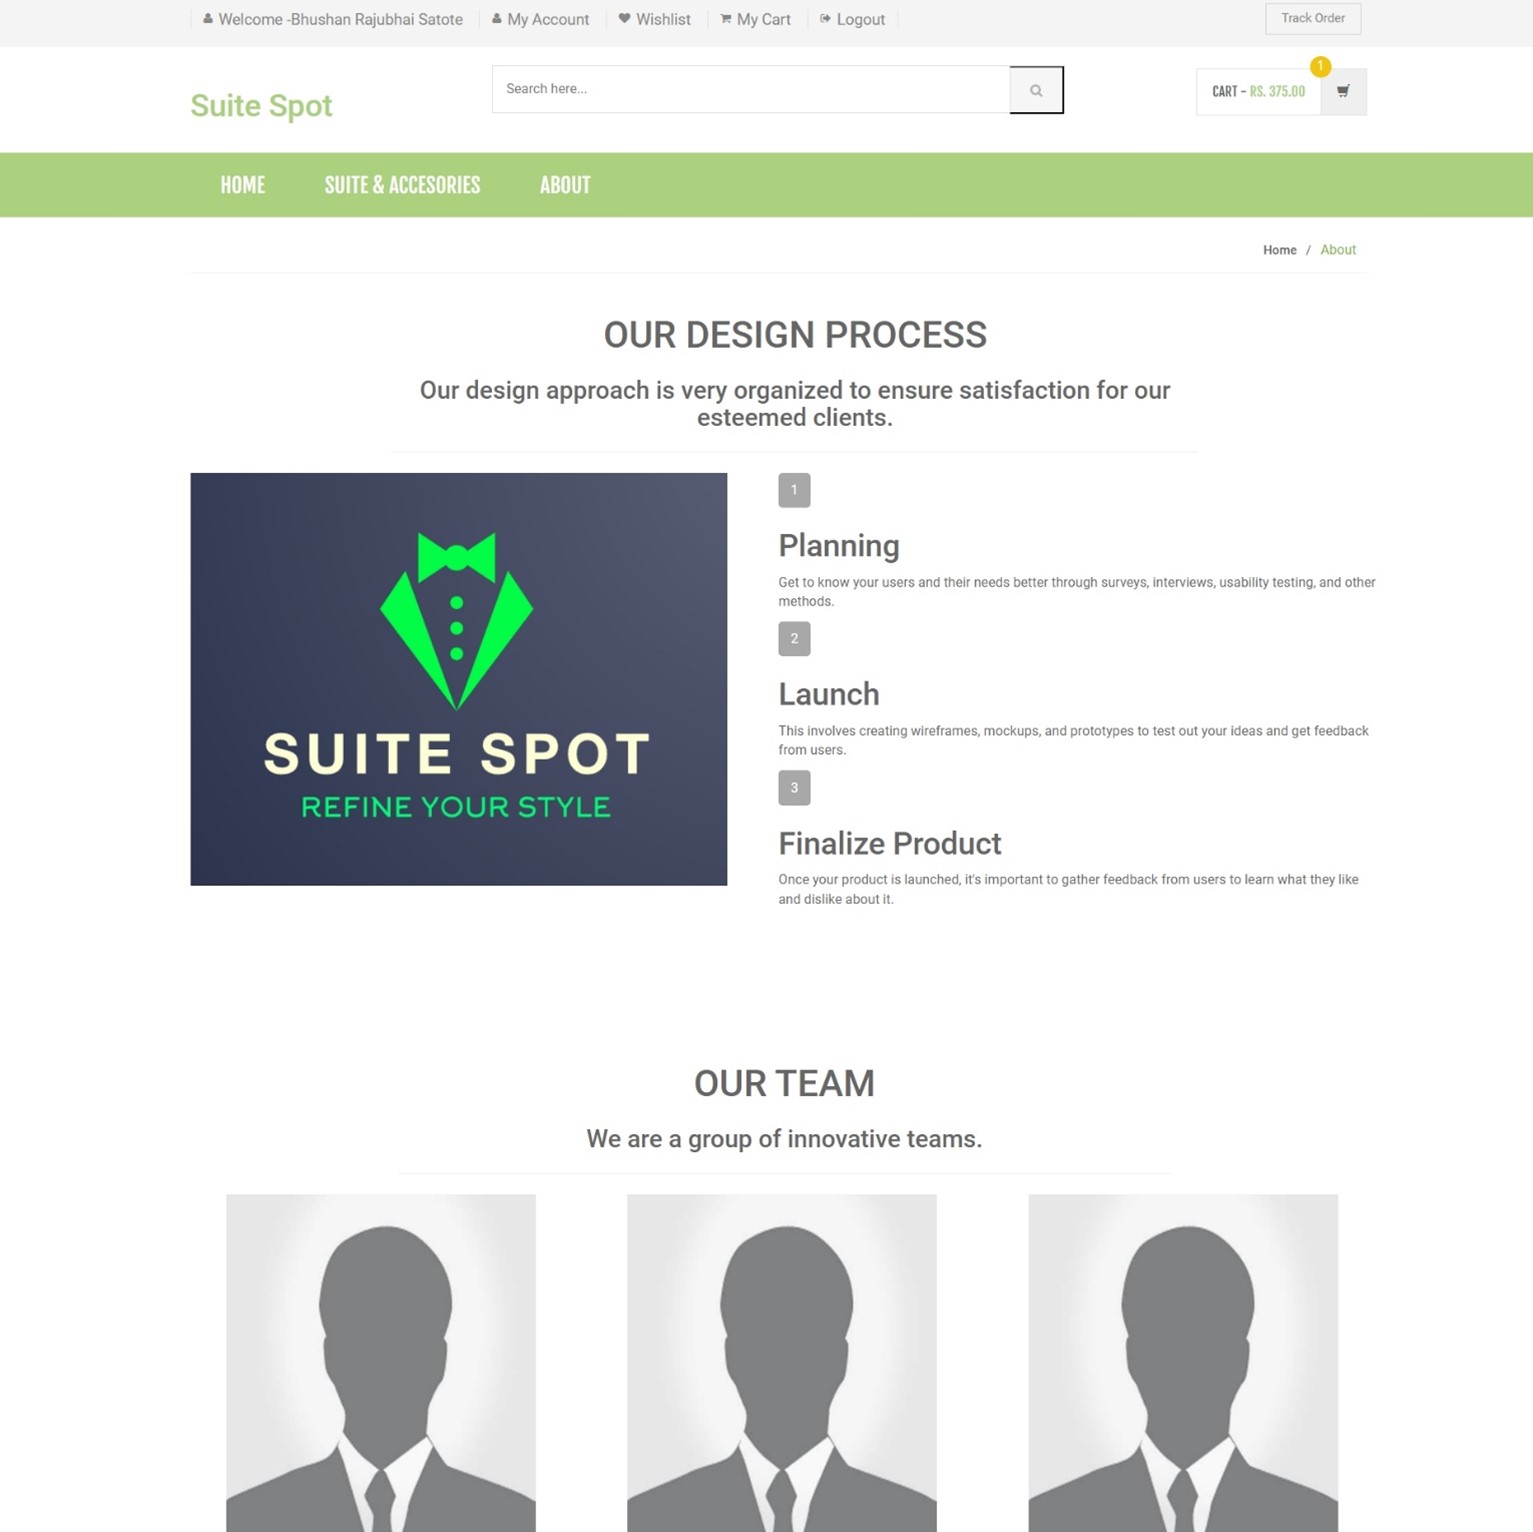 Welcome -Bhushan Rajubhai Satote My Account Wishlist My Cart Logout Track Order
Suite Spot
Search here...
1
CART - RS. 375.00
HOME SUITE & ACCESORIES ABOUT
Home / About
OUR DESIGN PROCESS
Our design approach is very organized to ensure satisfaction for our
esteemed clients.
SUITE SPOT
REFINE YOUR STYLE
1
Planning
Get to know your users and their needs better through surveys, interviews, usability testing, and other
methods.
2
Launch
This involves creating wireframes, mockups, and prototypes to test out your ideas and get feedback
from users.
3
Finalize Product
Once your product is launched, it's important to gather feedback from users to learn what they like
and dislike about it.
OUR TEAM
We are a group of innovative teams.